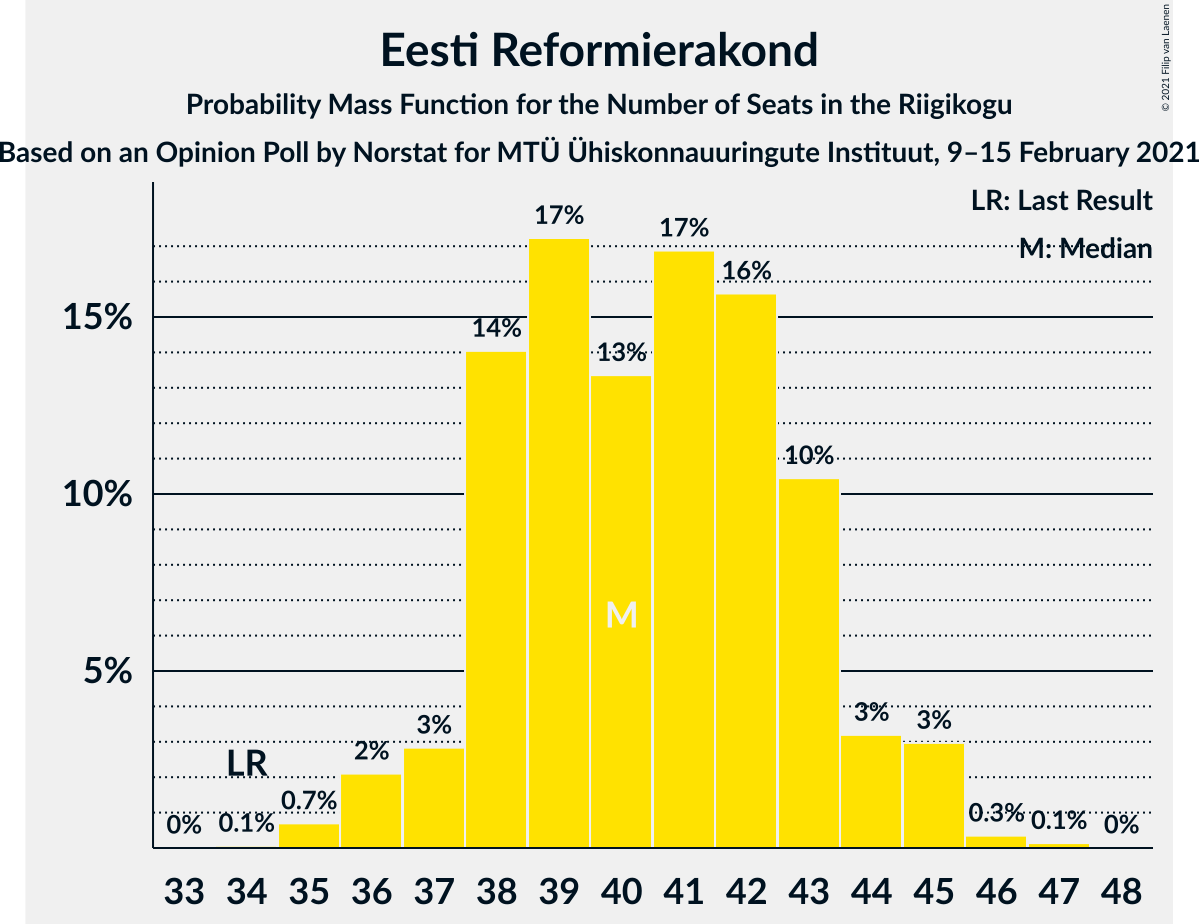 Eesti Reformierakond
Probability Mass Function for the Number of Seats in the Riigikogu
Based on an Opinion Poll by Norstat for MTÜ Ühiskonnauuringute Instituut, 9–15 February 2021
© 2021 Filip van Laenen
LR: Last Result
M: Median
15%
10%
5%
0%
0.1%
0.7%
2%
3%
14%
17%
13%
17%
16%
10%
3%
3%
0.3%
0.1%
0%
LR
M
33 34 35 36 37 38 39 40 41 42 43 44 45 46 47 48